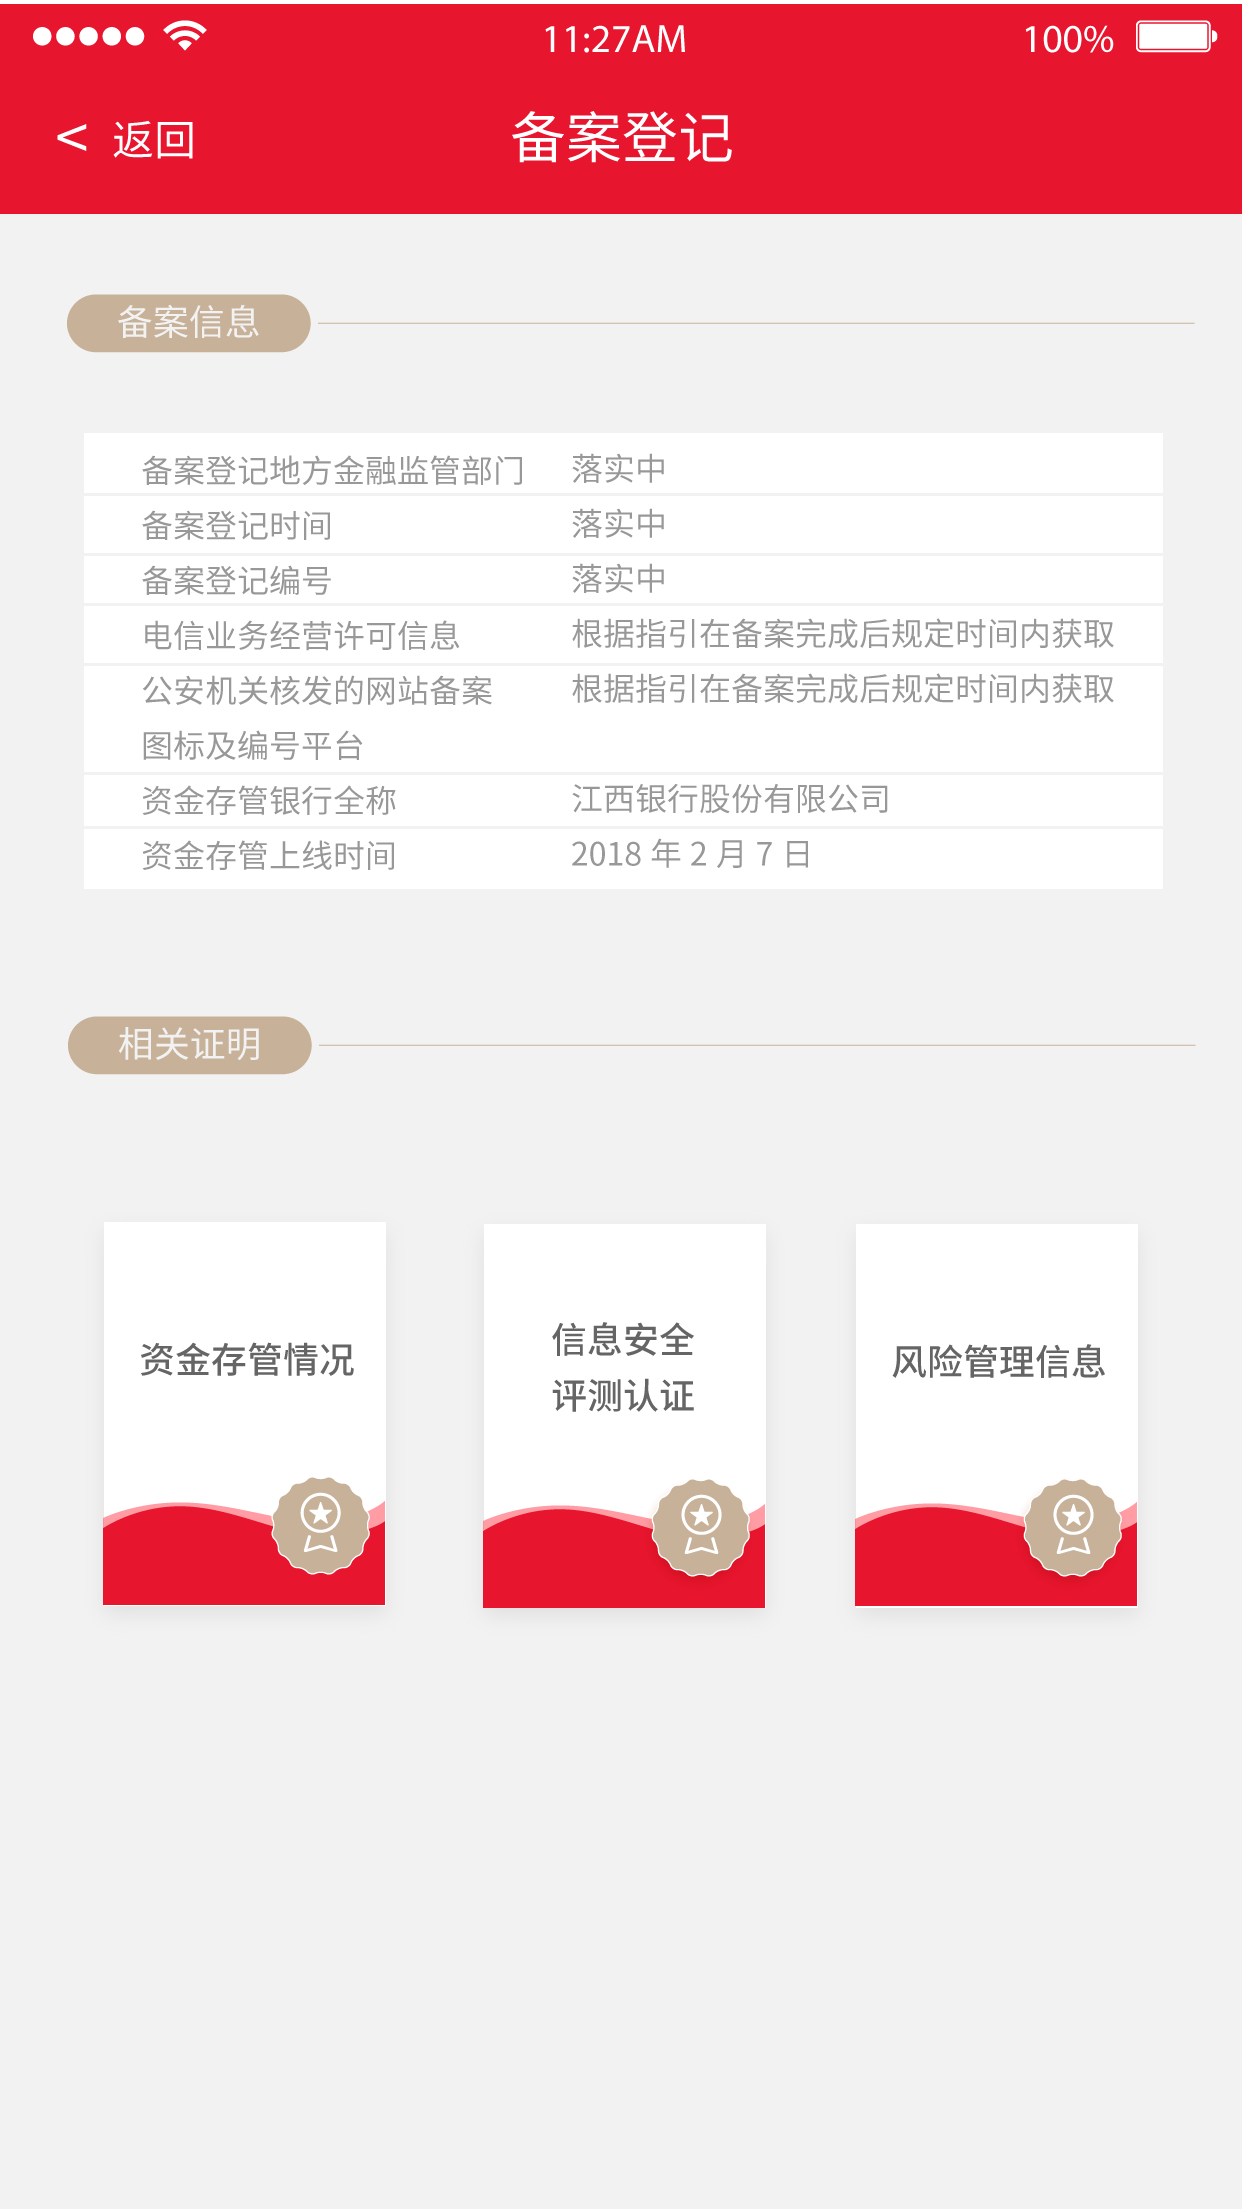 11:27AM 100%
< 返回 备案登记
备案信息
备案登记地方金融监管部门 落实中
备案登记时间 落实中
备案登记编号 落实中
电信业务经营许可信息 根据指引在备案完成后规定时间内获取
公安机关核发的网站备案 根据指引在备案完成后规定时间内获取
图标及编号平台
资金存管银行全称 江西银行股份有限公司
资金存管上线时间 2018 年 2 月 7 日
相关证明
资金存管情况
信息安全
评测认证
风险管理信息